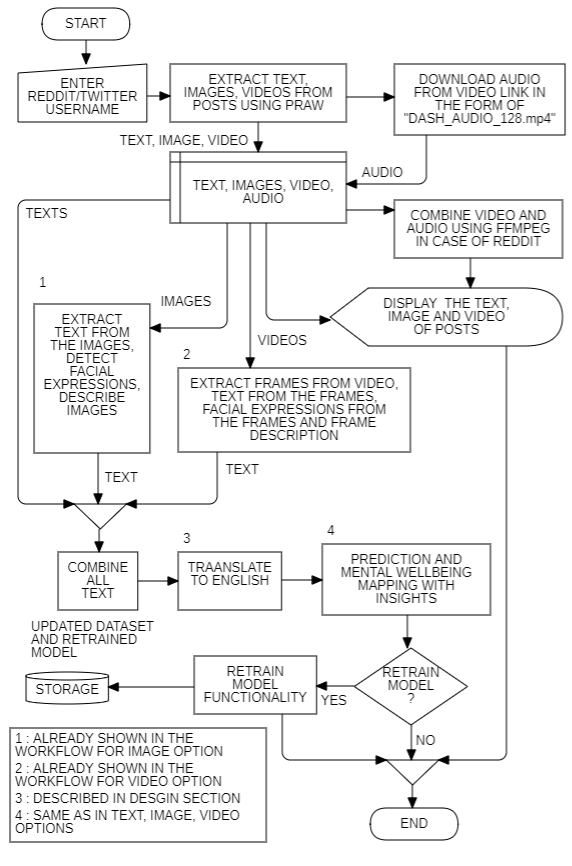 START
ENTER
REDDIT/TWITTER
USERNAME
EXTRACT TEXT,
IMAGES, VIDEOS FROM
POSTS USING PRAW
DOWNLOAD AUDIO
FROM VIDEO LINK IN
THE FORM OF
"DASH_AUDIO_128.mp4"
TEXT, IMAGE, VIDEO
AUDIO
TEXT, IMAGES, VIDEO,
AUDIO
TEXTS
COMBINE VIDEO AND
AUDIO USING FFMPEG
IN CASE OF REDDIT
1
IMAGES
DISPLAY THE TEXT,
IMAGE AND VIDEO
OF POSTS
EXTRACT
TEXT FROM
THE IMAGES,
DETECT
FACIAL
EXPRESSIONS,
DESCRIBE
IMAGES
VIDEOS
2
EXTRACT FRAMES FROM VIDEO,
TEXT FROM THE FRAMES,
FACIAL EXPRESSIONS FROM
THE FRAMES AND FRAME
DESCRIPTION
TEXT
TEXT
3
4
COMBINE
ALL
TEXT
TRAANSLATE
TO ENGLISH
PREDICTION AND
MENTAL WELLBEING
MAPPING WITH
INSIGHTS
UPDATED DATASET
AND RETRAINED
MODEL
STORAGE
RETRAIN
MODEL
FUNCTIONALITY
YES
RETRAIN
MODEL
?
NO
1 : ALREADY SHOWN IN THE
WORKFLOW FOR IMAGE OPTION
2 : ALREADY SHOWN IN THE
WORKFLOW FOR VIDEO OPTION
3 : DESCRIBED IN DESGIN SECTION
4 : SAME AS IN TEXT, IMAGE, VIDEO
OPTIONS
END